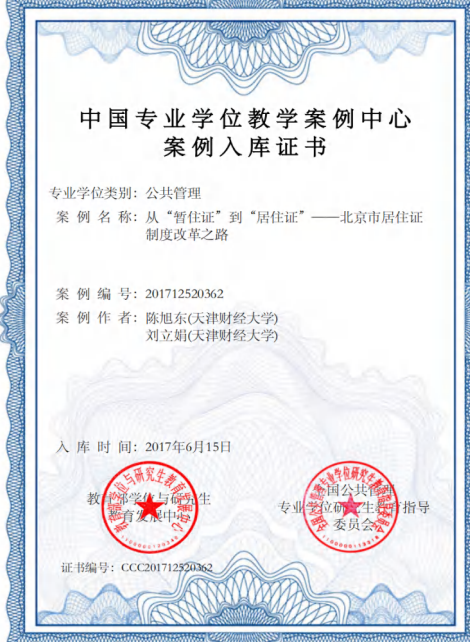 中国专业学位教学案例中心
案例入库证书
专业学位类别：公共管理
案例名称：从“暂住证”到“居住证”——北京市居住证
制度改革之路
案例编号：201712520362
案例作者：陈旭东(天津财经大学)
刘立娟(天津财经大学)
入库时间：2017年6月15日
教育部学位与研究生
教育发展中心
全国公共管理
专业学位研究生教育指导
委员会
证书编号：CCC201712520362